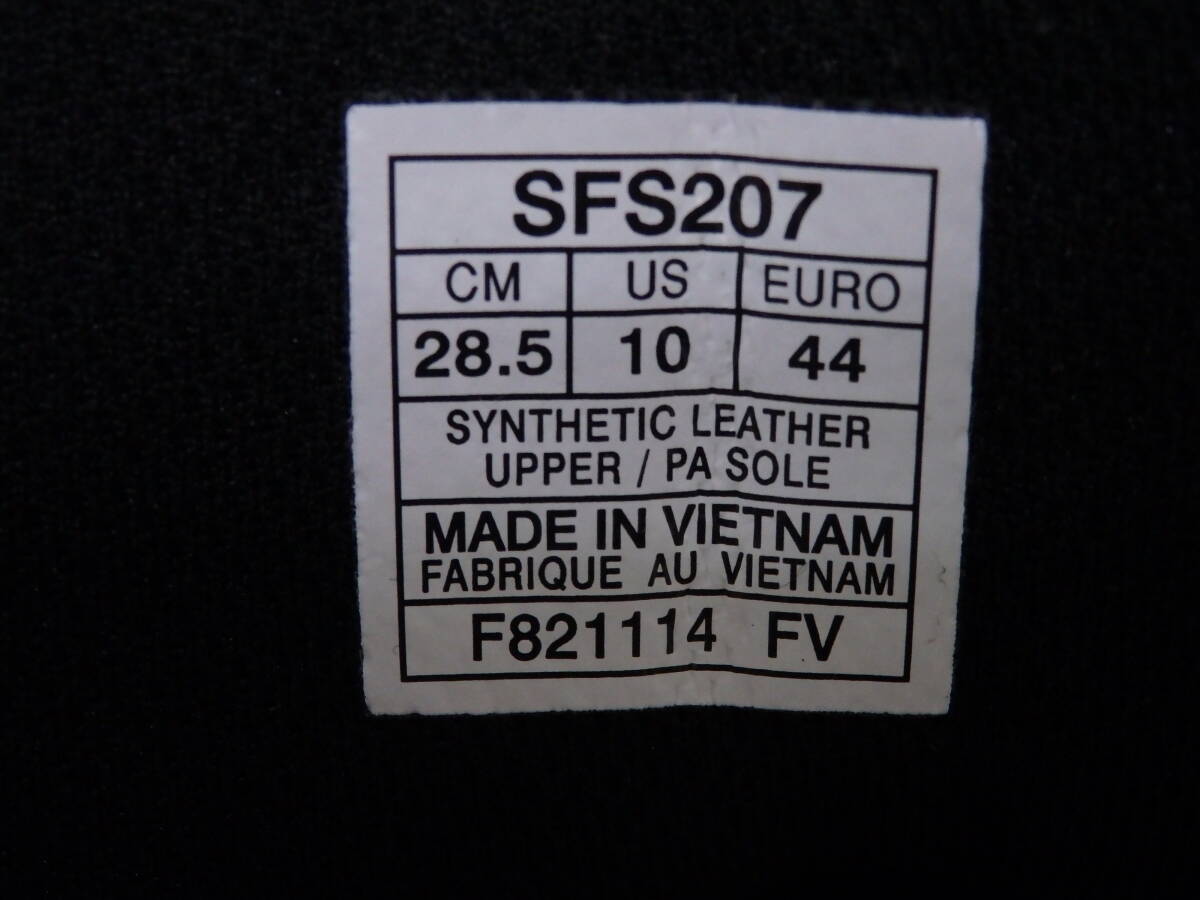 SFS207
CM US EURO
28.5 10 44
SYNTHETIC LEATHER
UPPER / PA SOLE
MADE IN VIETNAM
FABRIQUE AU VIETNAM
F821114 FV